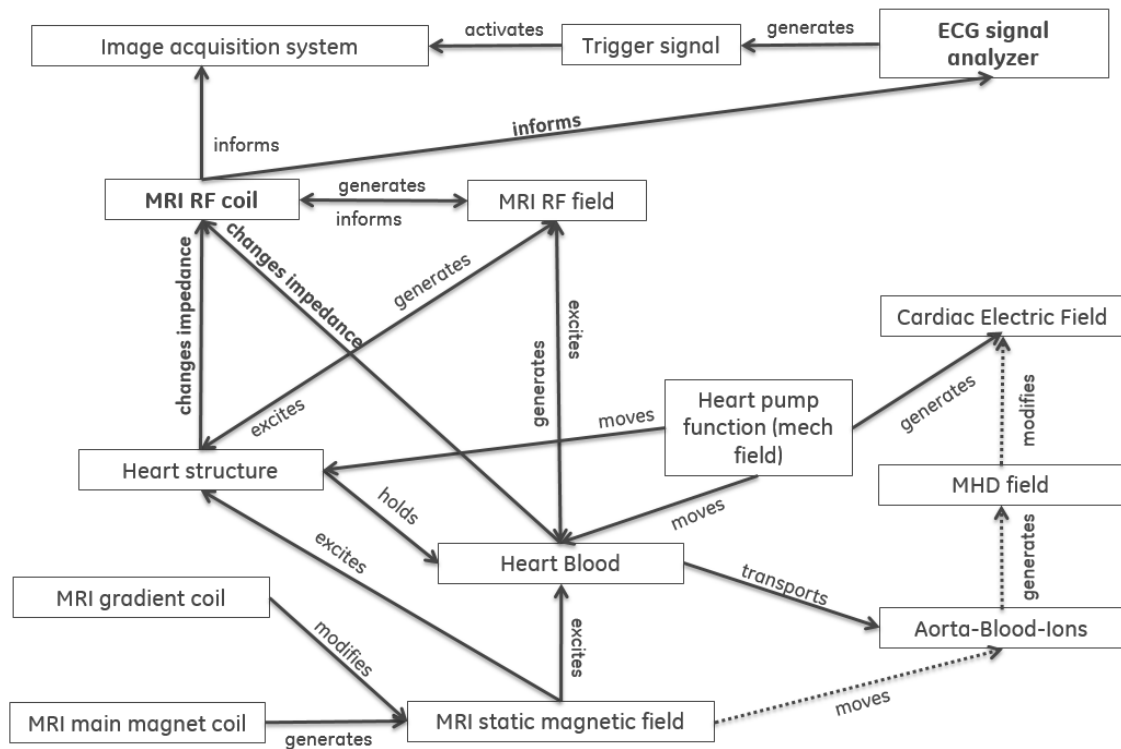 Image acquisition system
activates
Trigger signal
generates
ECG signal
analyzer
informs
informs
MRI RF coil
generates
informs
MRI RF field
changes impedance
changes impedance
generates
excites
excites
generates
Cardiac Electric Field
Heart pump
function (mech
field)
generates
moves
modifies
Heart structure
holds
moves
MHD field
excites
Heart Blood
transports
generates
MRI gradient coil
modifies
excites
Aorta-Blood-Ions
moves
MRI main magnet coil
generates
MRI static magnetic field